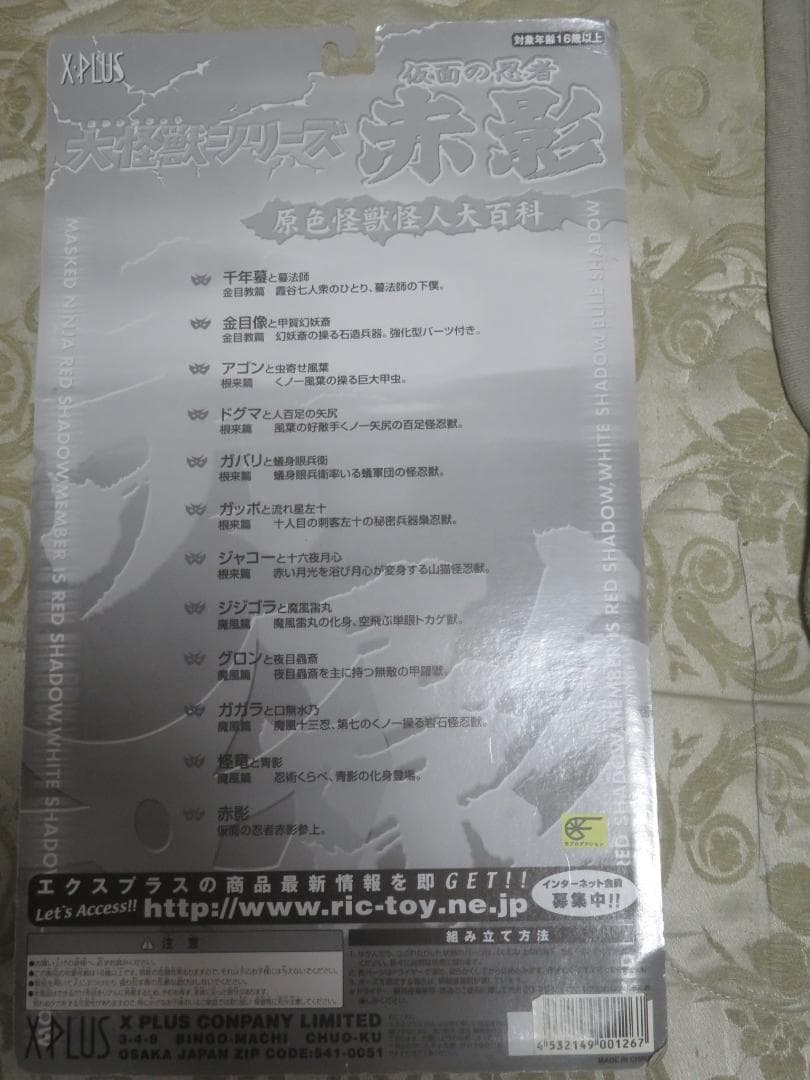 対象年齢16歳以上
X-PLUS
仮面の忍者
大怪獣シリーズ
赤影
原色怪獣怪人大百科
千年蟇と蟇法師
金目教篇 霞谷七人衆のひとり、蟇法師の下僕。
金目像と甲賀幻妖斎
金目教篇 幻妖斎の操る石造兵器。強化型パーツ付き。
アゴンと虫寄せ風葉
根来篇 くノ一風葉の操る巨大甲虫。
ドグマと人百足の矢尻
根来篇 風葉の好敵手くノ一矢尻の百足怪忍獣。
ガバリと蟻身眼兵衛
根来篇 蟻身眼兵衛率いる蟻軍団の怪忍獣。
ガッポと流れ星左十
根来篇 十人目の刺客左十の秘密兵器梟忍獣。
ジャコーと十六夜月心
根来篇 赤い月光を浴び月心が変身する山猫怪忍獣。
ジジゴラと魔風雷丸
魔風篇 魔風雷丸の化身、空飛ぶ単眼トカゲ獣。
グロンと夜目蟲斎
魔風篇 夜目蟲斎を主に持つ無敵の甲羅獣。
ガガラと口無水乃
魔風篇 魔風十三忍、第七のくノ一操る岩石怪忍獣。
怪竜と青影
魔風篇 忍術くらべ、青影の化身登場。
赤影
仮面の忍者赤影参上。
MASKED NINJA RED SHADOW.MEMBER IS RED SHADOW.WHITE SHADOW
RED SHADOW.MEMBER IS RED SHADOW.WHITE SHADOW.BULE SHADOW
光プロダクション
エクスプラスの商品最新情報を即GET!!
Let's Access!! http://www.ric-toy.ne.jp
インターネット会員
募集中!!
注意
組み立て方法
X-PLUS
X PLUS CONPANY LIMITED
3-4-9 BINGO-MACHI CHUO-KU
OSAKA JAPAN ZIP CODE:541-0051
4532149001267
MADE IN CHINA